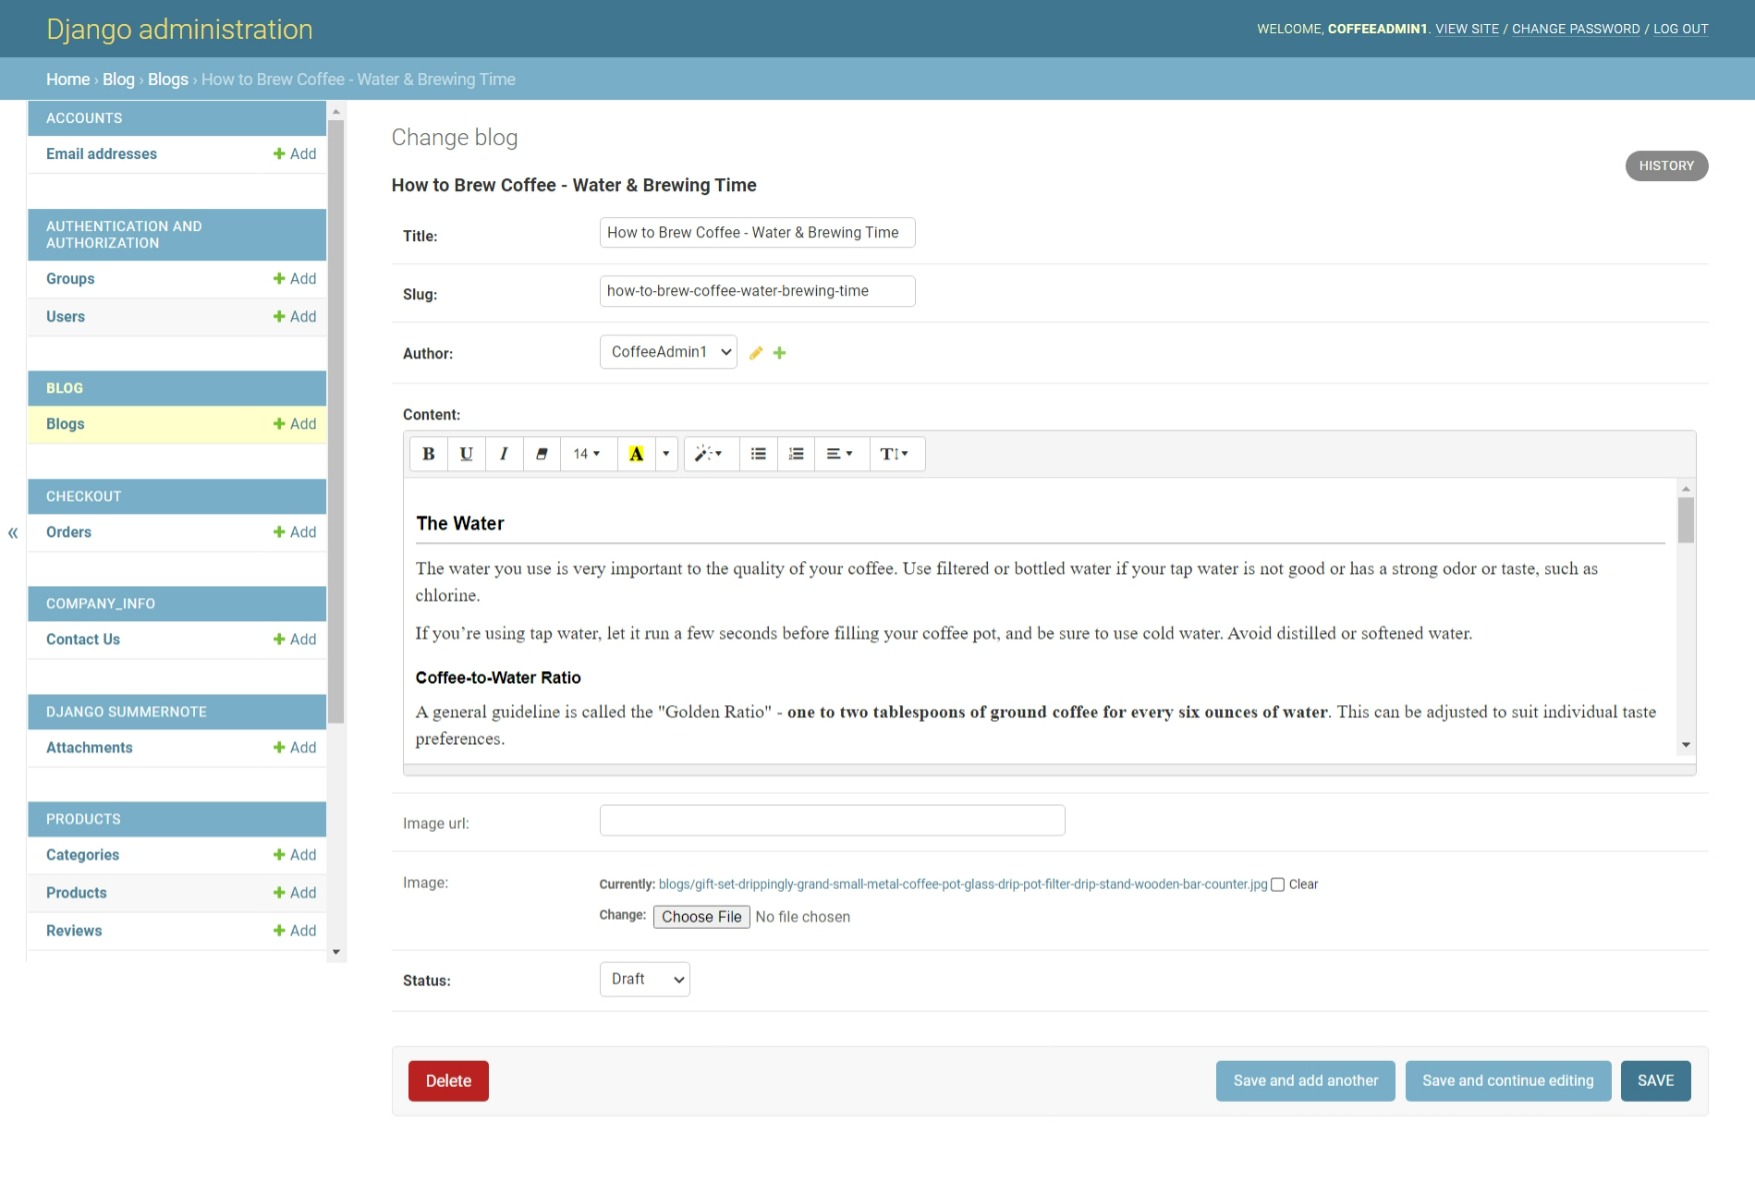 Django administration
WELCOME, COFFEEADMIN1. VIEW SITE / CHANGE PASSWORD / LOG OUT
Home › Blog › Blogs › How to Brew Coffee - Water & Brewing Time
ACCOUNTS
Email addresses
Add
AUTHENTICATION AND
AUTHORIZATION
Groups
Add
Users
Add
BLOG
Blogs
Add
CHECKOUT
«
Orders
Add
COMPANY_INFO
Contact Us
Add
DJANGO SUMMERNOTE
Attachments
Add
PRODUCTS
Categories
Add
Products
Add
Reviews
Add
Change blog
HISTORY
How to Brew Coffee - Water & Brewing Time
Title:
How to Brew Coffee - Water & Brewing Time
Slug:
how-to-brew-coffee-water-brewing-time
Author:
CoffeeAdmin1
Content:
B U I 14 A T
The Water
The water you use is very important to the quality of your coffee. Use filtered or bottled water if your tap water is not good or has a strong odor or taste, such as
chlorine.
If you’re using tap water, let it run a few seconds before filling your coffee pot, and be sure to use cold water. Avoid distilled or softened water.
Coffee-to-Water Ratio
A general guideline is called the "Golden Ratio" - one to two tablespoons of ground coffee for every six ounces of water. This can be adjusted to suit individual taste
preferences.
Image url:
Image:
Currently: blogs/gift-set-drippingly-grand-small-metal-coffee-pot-glass-drip-pot-filter-drip-stand-wooden-bar-counter.jpg Clear
Change: Choose File No file chosen
Status:
Draft
Delete
Save and add another
Save and continue editing
SAVE